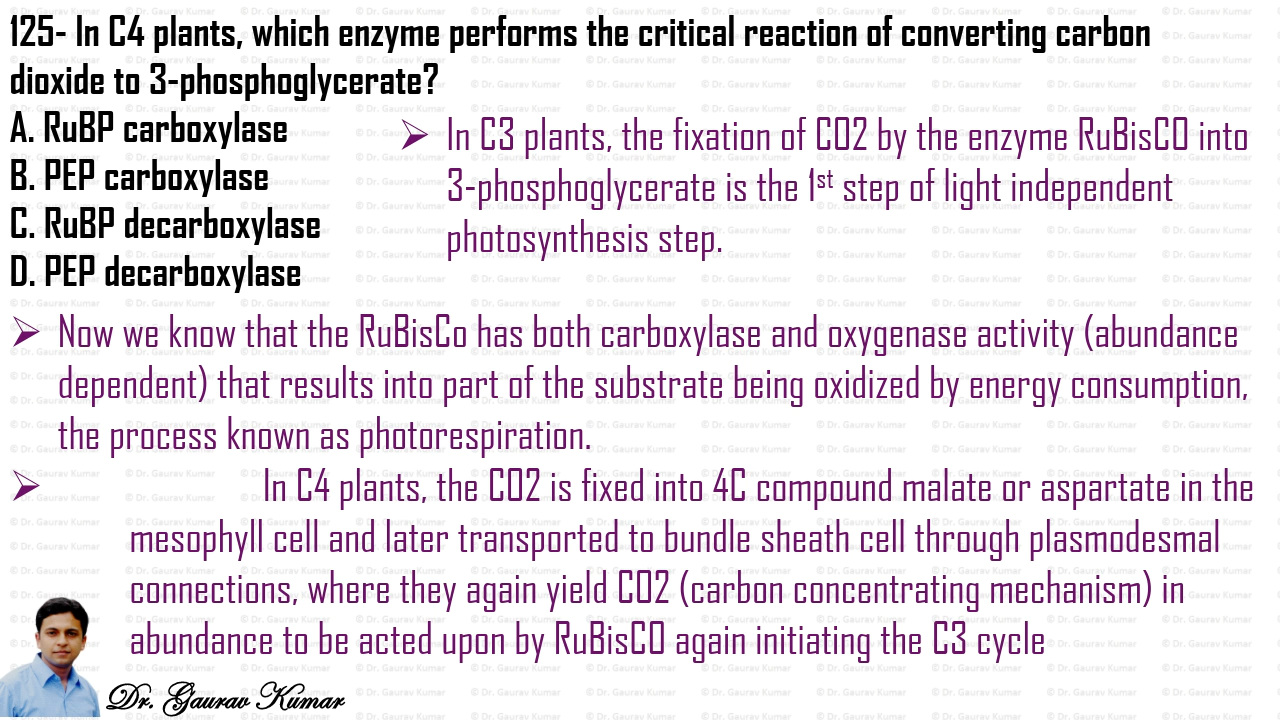 125- In C4 plants, which enzyme performs the critical reaction of converting carbon
dioxide to 3-phosphoglycerate?
A. RuBP carboxylase
B. PEP carboxylase
C. RuBP decarboxylase
D. PEP decarboxylase
➢ In C3 plants, the fixation of CO2 by the enzyme RuBisCO into
3-phosphoglycerate is the 1st step of light independent
photosynthesis step.
➢ Now we know that the RuBisCo has both carboxylase and oxygenase activity (abundance
dependent) that results into part of the substrate being oxidized by energy consumption,
the process known as photorespiration.
➢ In C4 plants, the CO2 is fixed into 4C compound malate or aspartate in the
mesophyll cell and later transported to bundle sheath cell through plasmodesmal
connections, where they again yield CO2 (carbon concentrating mechanism) in
abundance to be acted upon by RuBisCO again initiating the C3 cycle
Dr. Gaurav Kumar
© Dr. Gaurav Kumar